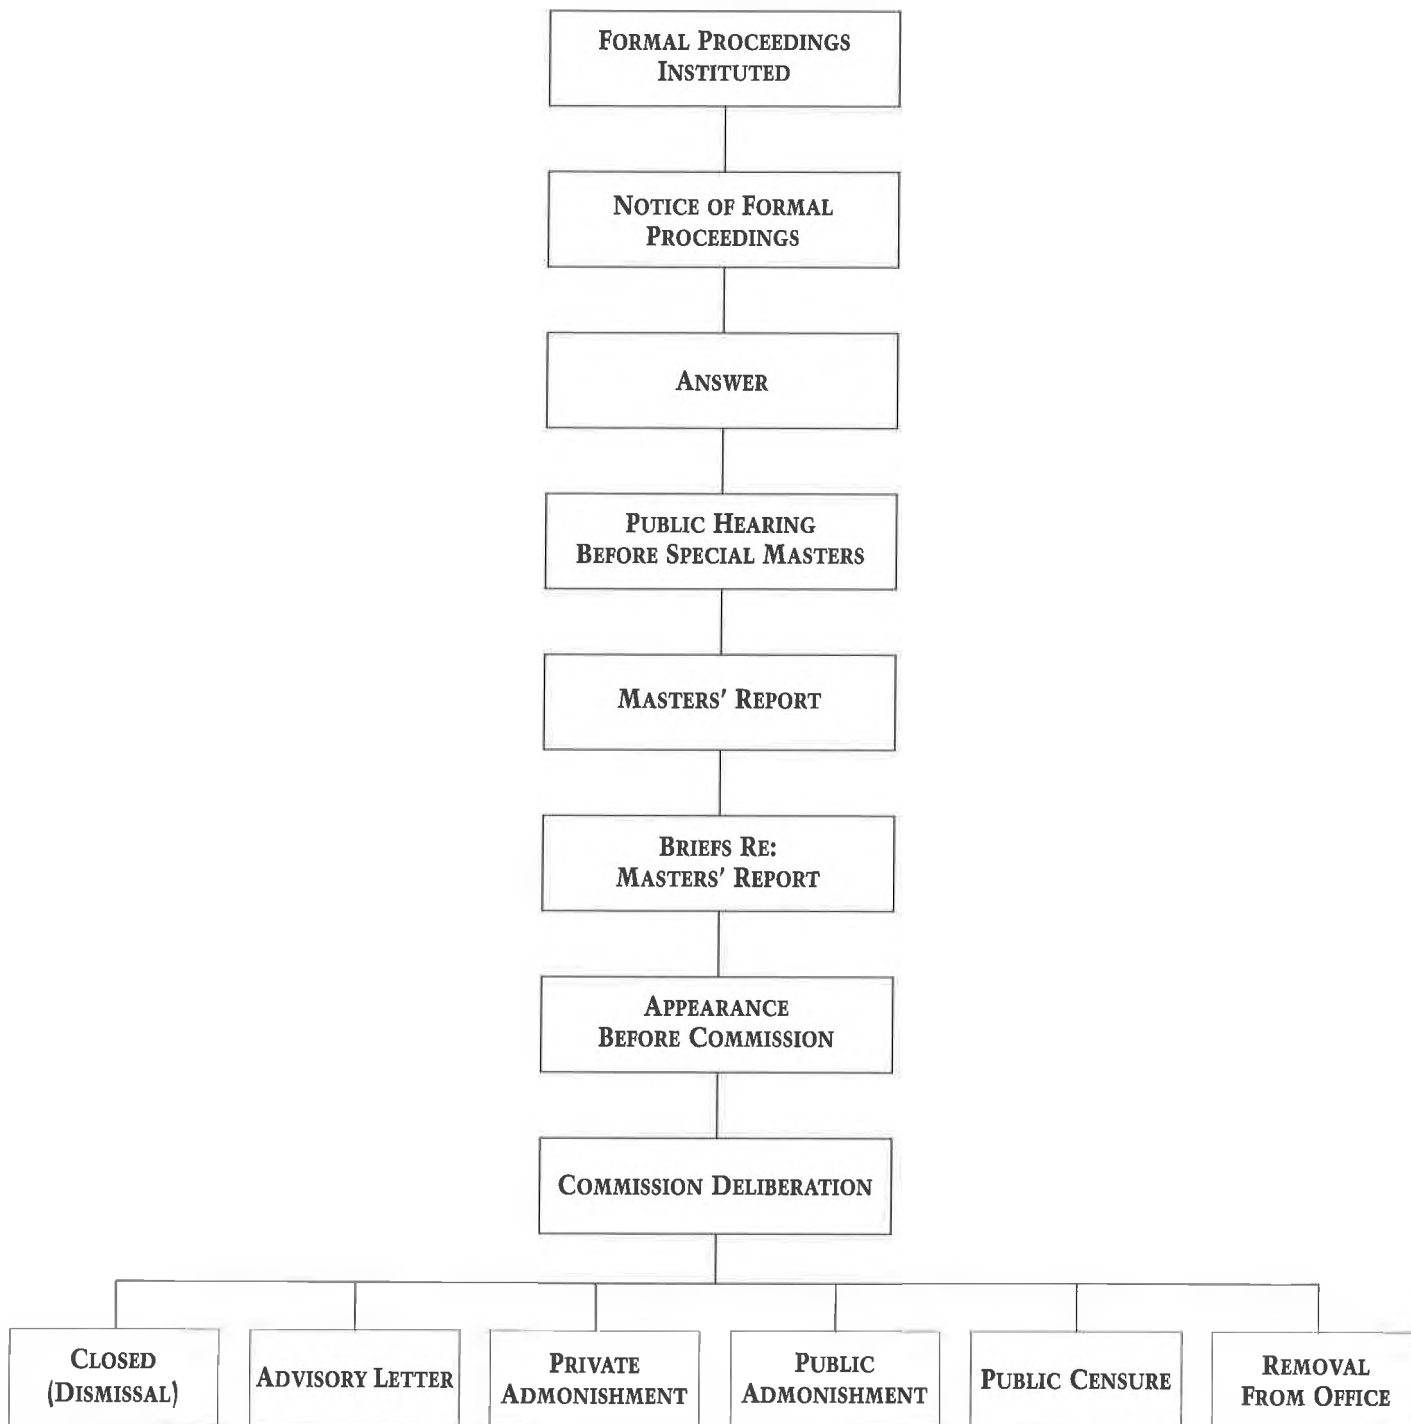 FORMAL PROCEEDINGS
INSTITUTED
NOTICE OF FORMAL
PROCEEDINGS
ANSWER
PUBLIC HEARING
BEFORE SPECIAL MASTERS
MASTERS' REPORT
BRIEFS RE:
MASTERS' REPORT
APPEARANCE
BEFORE COMMISSION
COMMISSION DELIBERATION
CLOSED
(DISMISSAL)
ADVISORY LETTER
PRIVATE
ADMONISHMENT
PUBLIC
ADMONISHMENT
PUBLIC CENSURE
REMOVAL
FROM OFFICE